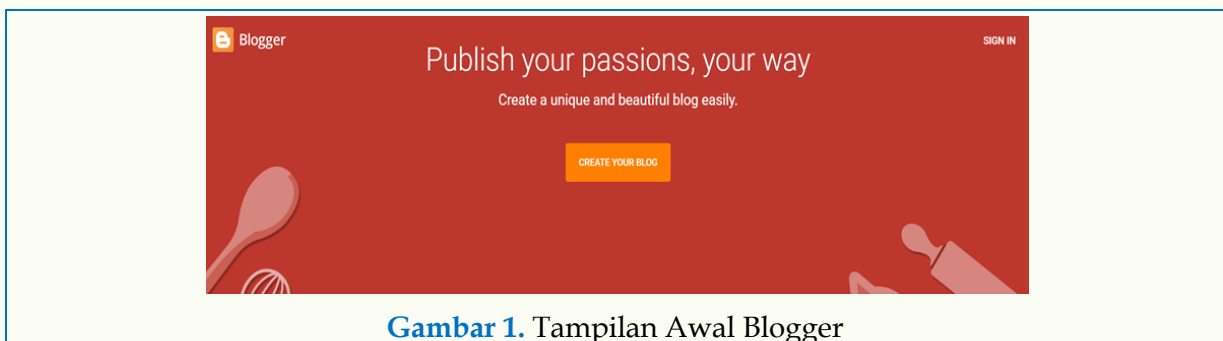 Blogger
SIGN IN
Publish your passions, your way
Create a unique and beautiful blog easily.
CREATE YOUR BLOG
Gambar 1. Tampilan Awal Blogger